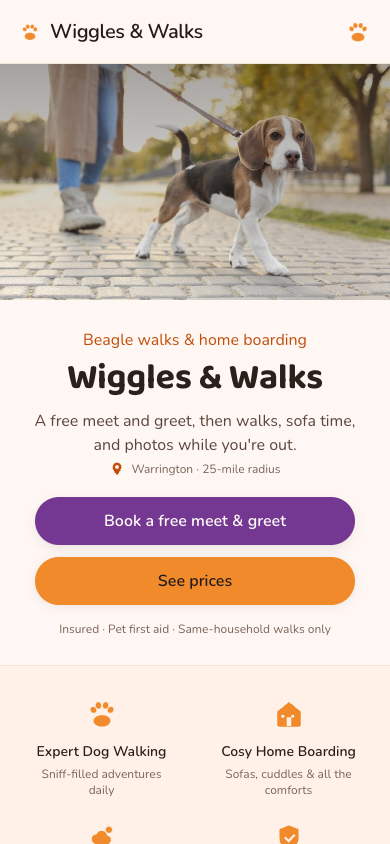 Wiggles & Walks
Beagle walks & home boarding
Wiggles & Walks
A free meet and greet, then walks, sofa time,
and photos while you're out.
Warrington · 25-mile radius
Book a free meet & greet
See prices
Insured · Pet first aid · Same-household walks only
Expert Dog Walking
Sniff-filled adventures
daily
Cosy Home Boarding
Sofas, cuddles & all the
comforts